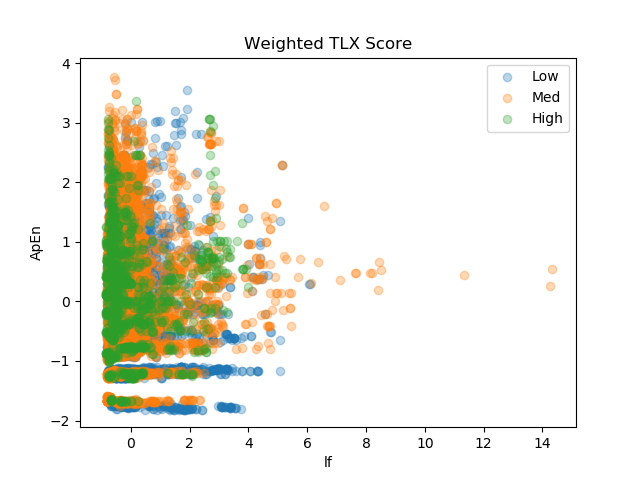 Weighted TLX Score
Low
Med
High
ApEn
4
3
2
1
0
−1
−2
0 2 4 6 8 10 12 14
lf